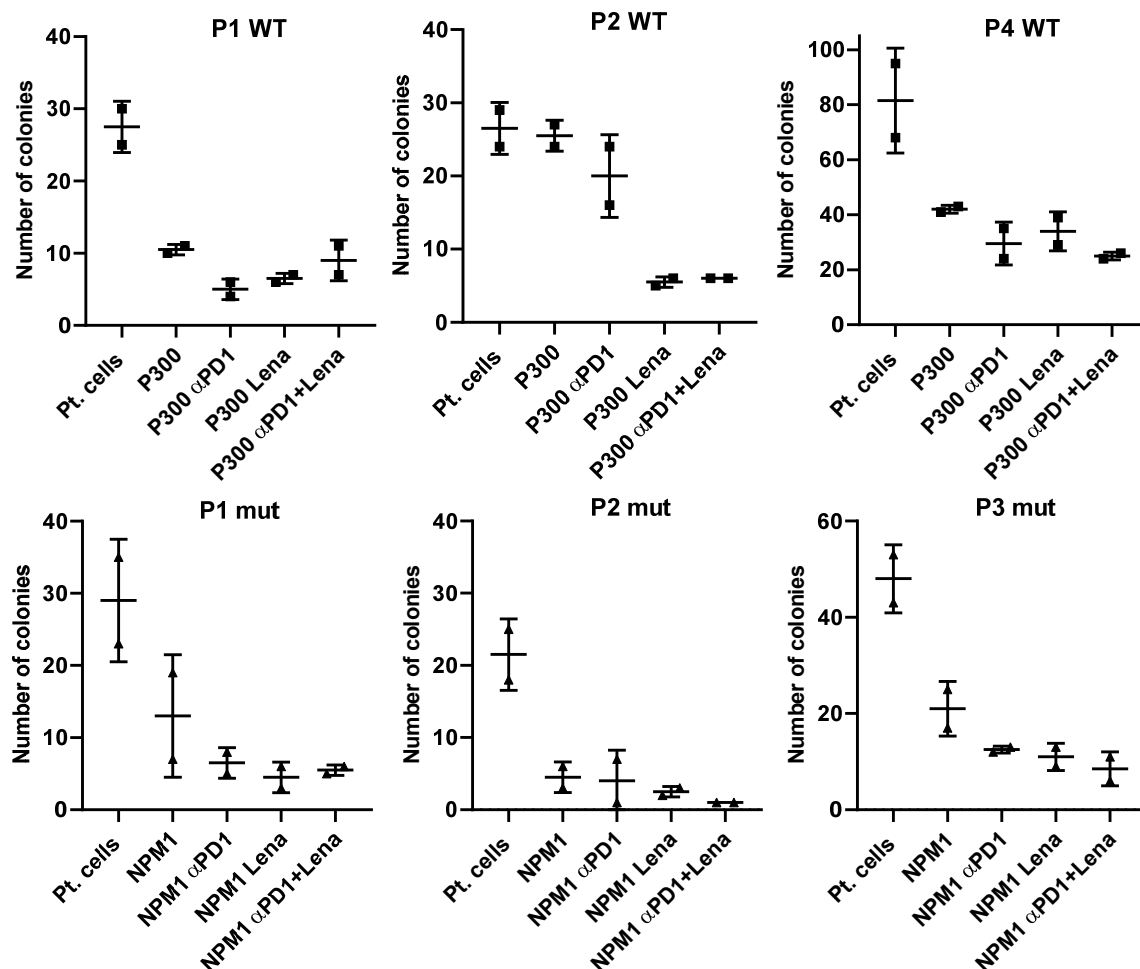 P1 WT
Number of colonies
40
30
20
10
0
Pt. cells
P300
P300 αPD1
P300 Lena
P300 αPD1+Lena
P2 WT
Number of colonies
40
30
20
10
0
Pt. cells
P300
P300 αPD1
P300 Lena
P300 αPD1+Lena
P4 WT
Number of colonies
100
80
60
40
20
0
Pt. cells
P300
P300 αPD1
P300 Lena
P300 αPD1+Lena
P1 mut
Number of colonies
40
30
20
10
0
Pt. cells
NPM1
NPM1 αPD1
NPM1 Lena
NPM1 αPD1+Lena
P2 mut
Number of colonies
40
30
20
10
0
Pt. cells
NPM1
NPM1 αPD1
NPM1 Lena
NPM1 αPD1+Lena
P3 mut
Number of colonies
60
40
20
0
Pt. cells
NPM1
NPM1 αPD1
NPM1 Lena
NPM1 αPD1+Lena